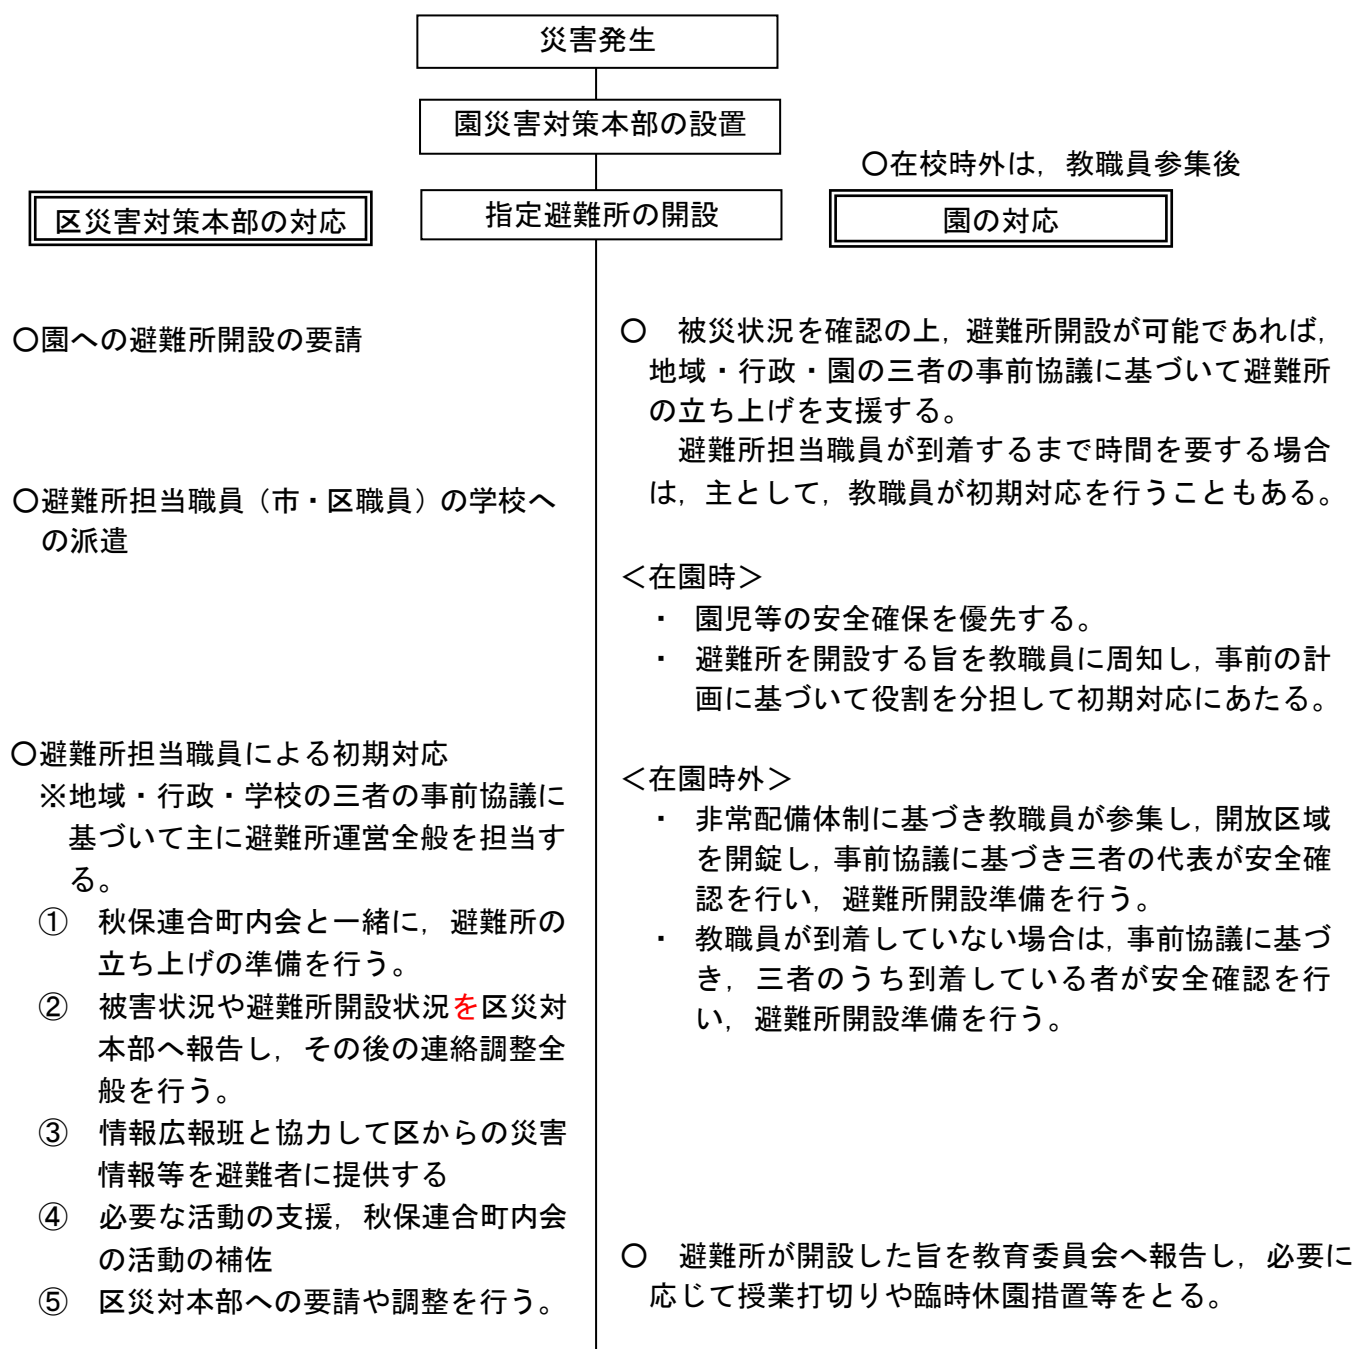 災害発生
園災害対策本部の設置
〇在校時外は，教職員参集後
区災害対策本部の対応
指定避難所の開設
園の対応
〇園への避難所開設の要請
〇避難所担当職員（市・区職員）の学校へ
の派遣
〇避難所担当職員による初期対応
※地域・行政・学校の三者の事前協議に
基づいて主に避難所運営全般を担当す
る。
①　秋保連合町内会と一緒に，避難所の
立ち上げの準備を行う。
②　被害状況や避難所開設状況を区災対
本部へ報告し，その後の連絡調整全
般を行う。
③　情報広報班と協力して区からの災害
情報等を避難者に提供する
④　必要な活動の支援，秋保連合町内会
の活動の補佐
⑤　区災対本部への要請や調整を行う。
〇　被災状況を確認の上，避難所開設が可能であれば，
地域・行政・園の三者の事前協議に基づいて避難所
の立ち上げを支援する。
避難所担当職員が到着するまで時間を要する場合
は，主として，教職員が初期対応を行うこともある。
＜在園時＞
・　園児等の安全確保を優先する。
・　避難所を開設する旨を教職員に周知し，事前の計
画に基づいて役割を分担して初期対応にあたる。
＜在園時外＞
・　非常配備体制に基づき教職員が参集し，開放区域
を開錠し，事前協議に基づき三者の代表が安全確
認を行い，避難所開設準備を行う。
・　教職員が到着していない場合は，事前協議に基づ
き，三者のうち到着している者が安全確認を行
い，避難所開設準備を行う。
〇　避難所が開設した旨を教育委員会へ報告し，必要に
応じて授業打切りや臨時休園措置等をとる。